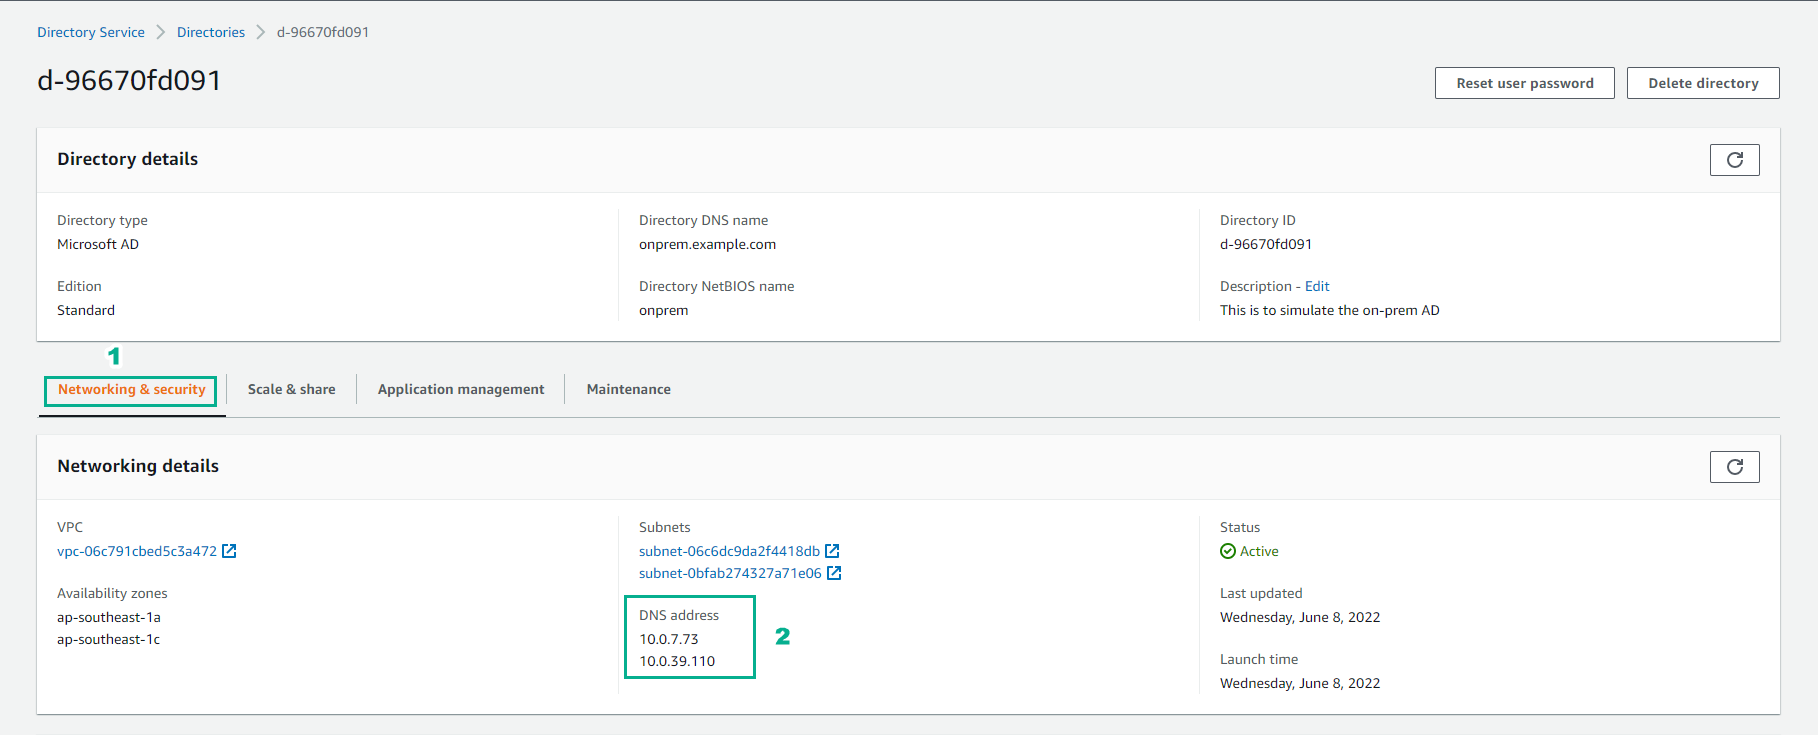 Directory Service > Directories > d-96670fd091
d-96670fd091
Reset user password
Delete directory
Directory details
Directory type
Microsoft AD
Edition
Standard
Directory DNS name
onprem.example.com
Directory NetBIOS name
onprem
Directory ID
d-96670fd091
Description - Edit
This is to simulate the on-prem AD
1
Networking & security
Scale & share
Application management
Maintenance
Networking details
VPC
vpc-06c791cbed5c3a472
Availability zones
ap-southeast-1a
ap-southeast-1c
Subnets
subnet-06c6dc9da2f4418db
subnet-0bfab274327a71e06
DNS address
10.0.7.73
10.0.39.110
2
Status
Active
Last updated
Wednesday, June 8, 2022
Launch time
Wednesday, June 8, 2022